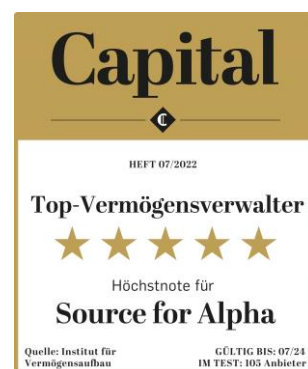 Capital
HEFT 07/2022
Top-Vermögensverwalter
Höchstnote für
Source for Alpha
Quelle: Institut für
Vermögensaufbau
GÜLTIG BIS: 07/24
IM TEST: 105 Anbieter